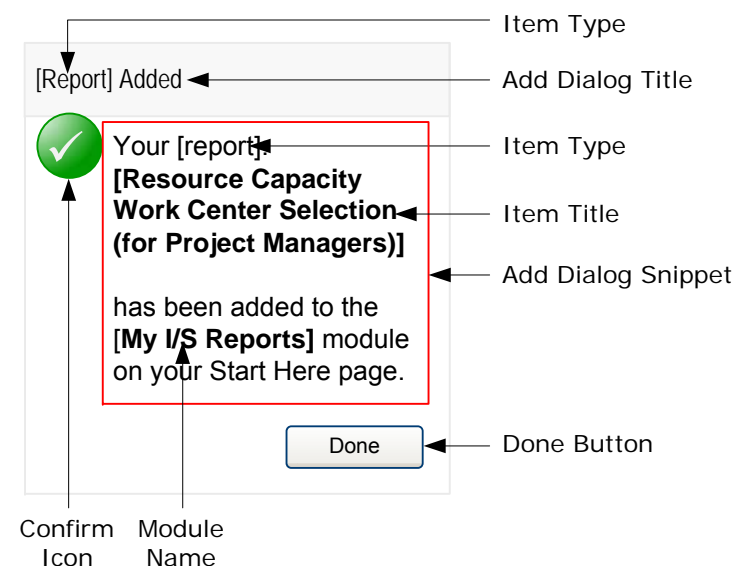 Item Type
[Report] Added
Add Dialog Title
Your [report]:
Item Type
[Resource Capacity
Work Center Selection
Item Title
(for Project Managers)]
Add Dialog Snippet
has been added to the
[My I/S Reports] module
on your Start Here page.
Done
Done Button
Confirm
Icon
Module
Name